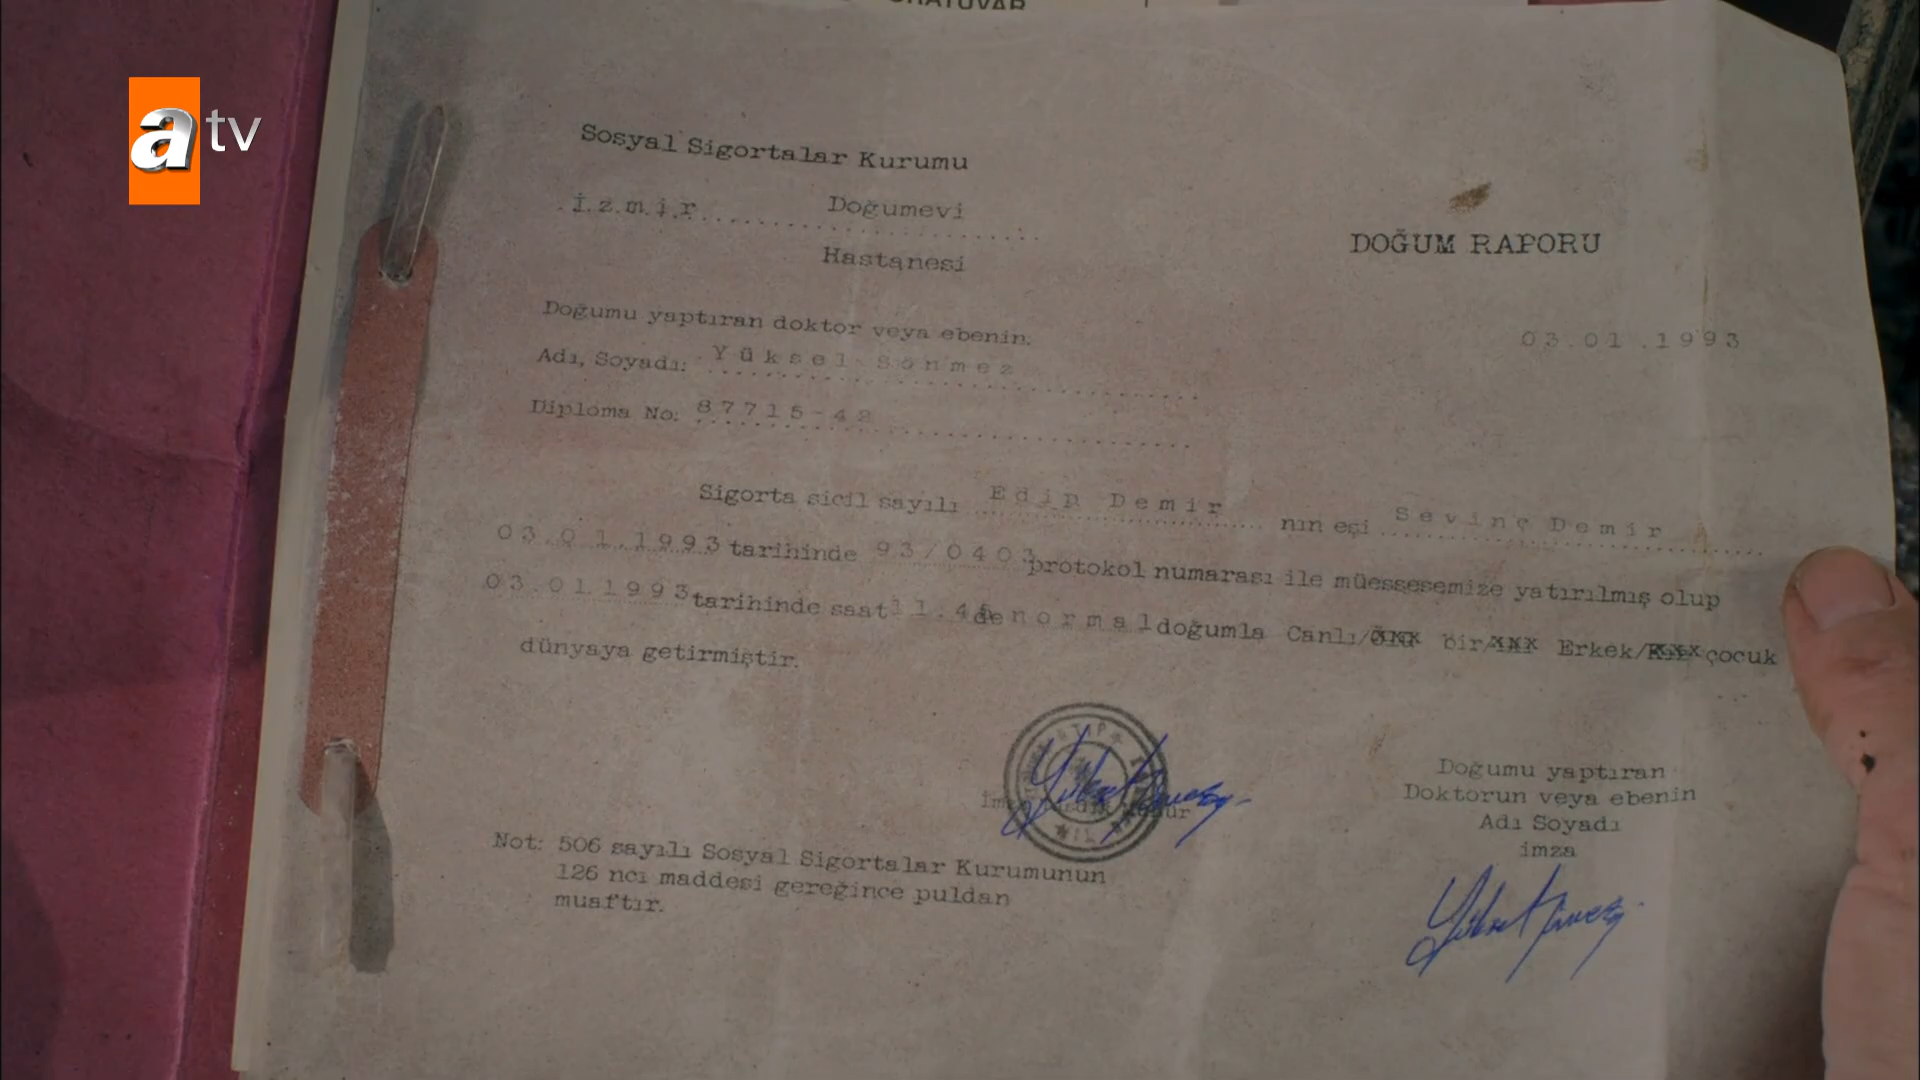 atv
Sosyal Sigortalar Kurumu
İzmir Doğumevi
Hastanesi
DOĞUM RAPORU
03.01.1993
Doğumu yaptıran doktor veya ebenin.
Adı, Soyadı: Yüksel Sönmez
Diploma No: 87715-42
Sigorta sicil sayılı Edip Demir nın eşi Sevinç Demir
03.01.1993 tarihinde 93/0403 protokol numarası ile müessesemize yatırılmış olup
03.01.1993 tarihinde saat 11.45 de normal doğumla Canlı/ bir/ Erkek/ çocuk
dünyaya getirmiştir.
Doğumu yaptıran
Doktorun veya ebenin
Adı Soyadı
imza
Not: 506 sayılı Sosyal Sigortalar Kurumunun
126 ncı maddesi gereğince puldan
muaftır.